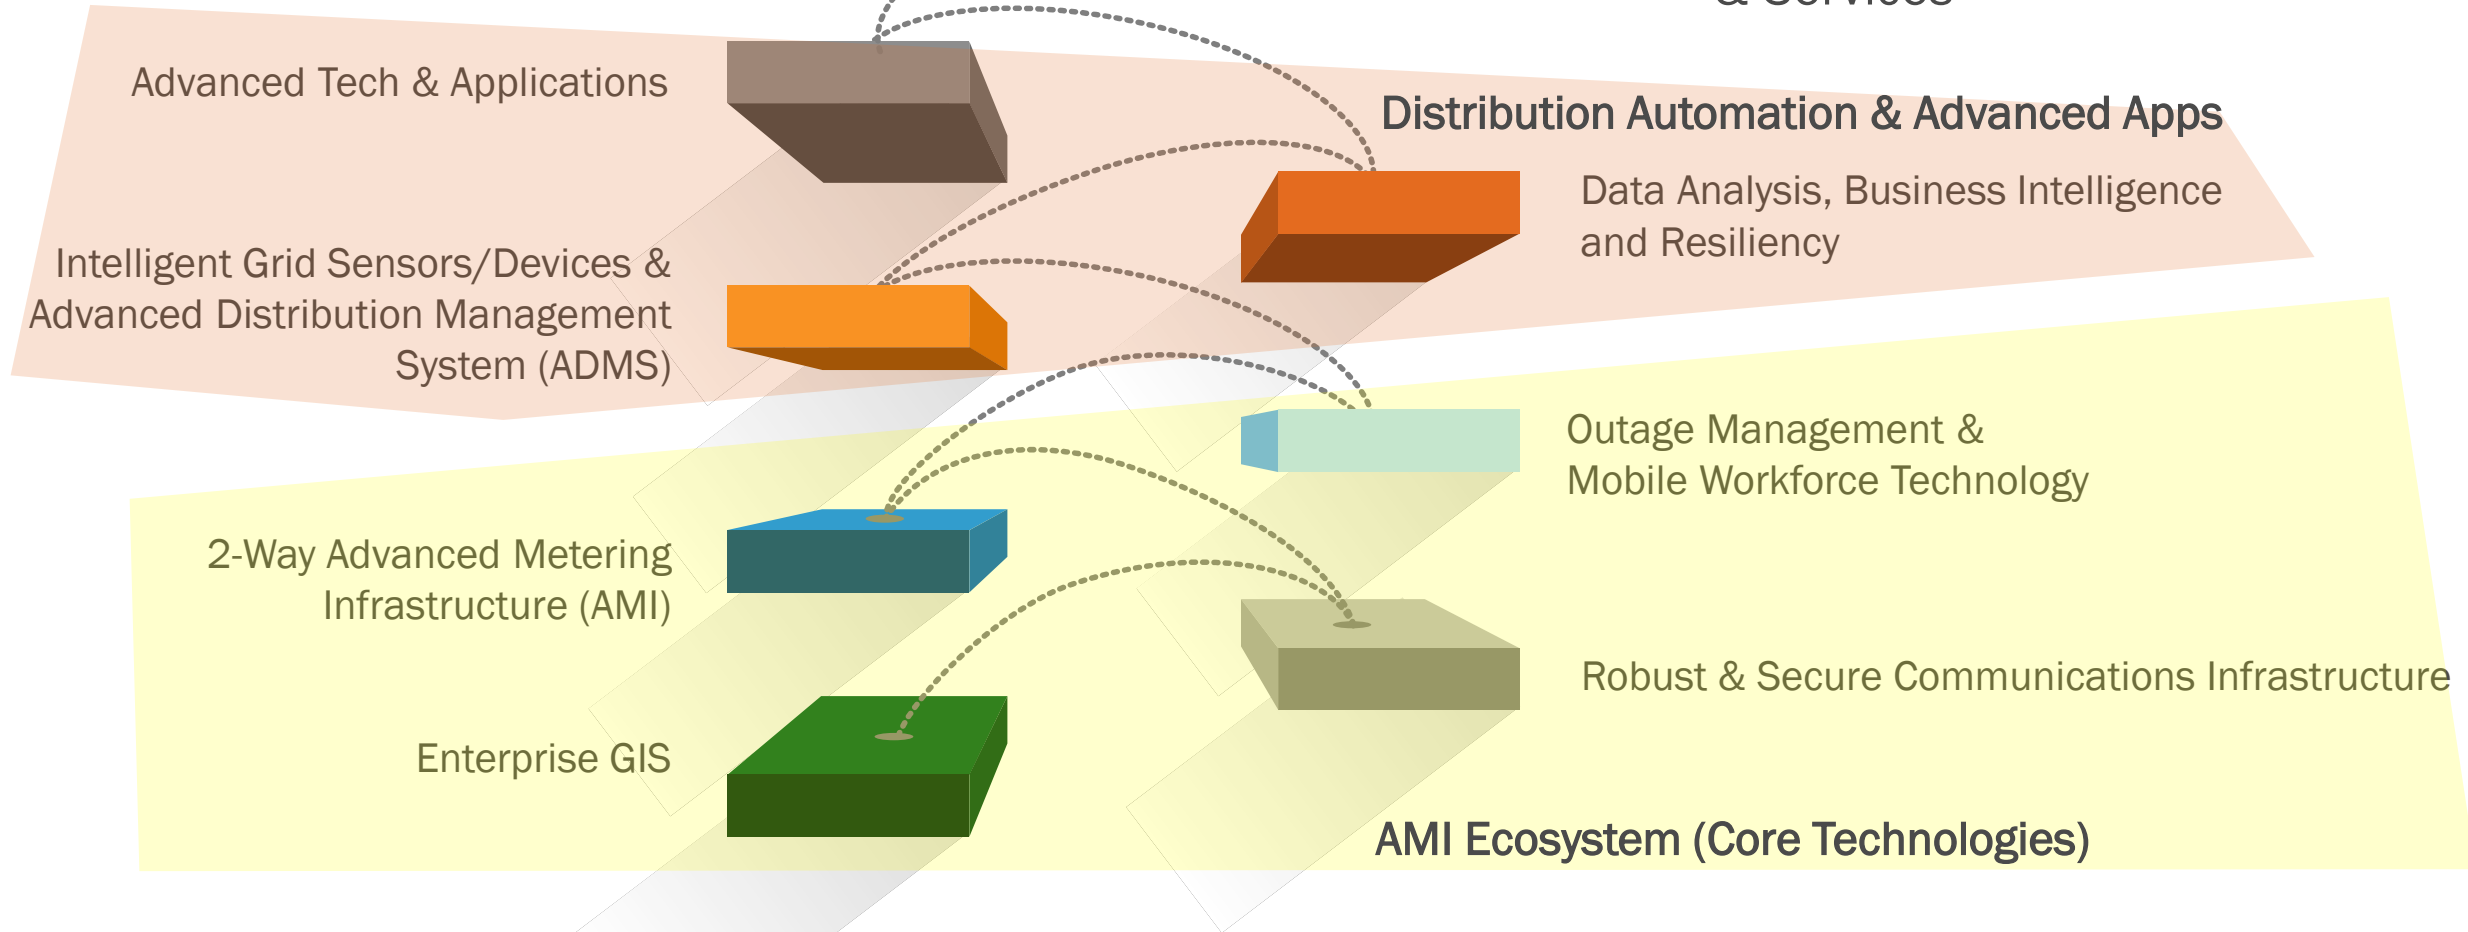 & Services
Advanced Tech & Applications
Distribution Automation & Advanced Apps
Data Analysis, Business Intelligence
and Resiliency
Intelligent Grid Sensors/Devices &
Advanced Distribution Management
System (ADMS)
Outage Management &
Mobile Workforce Technology
2-Way Advanced Metering
Infrastructure (AMI)
Robust & Secure Communications Infrastructure
Enterprise GIS
AMI Ecosystem (Core Technologies)